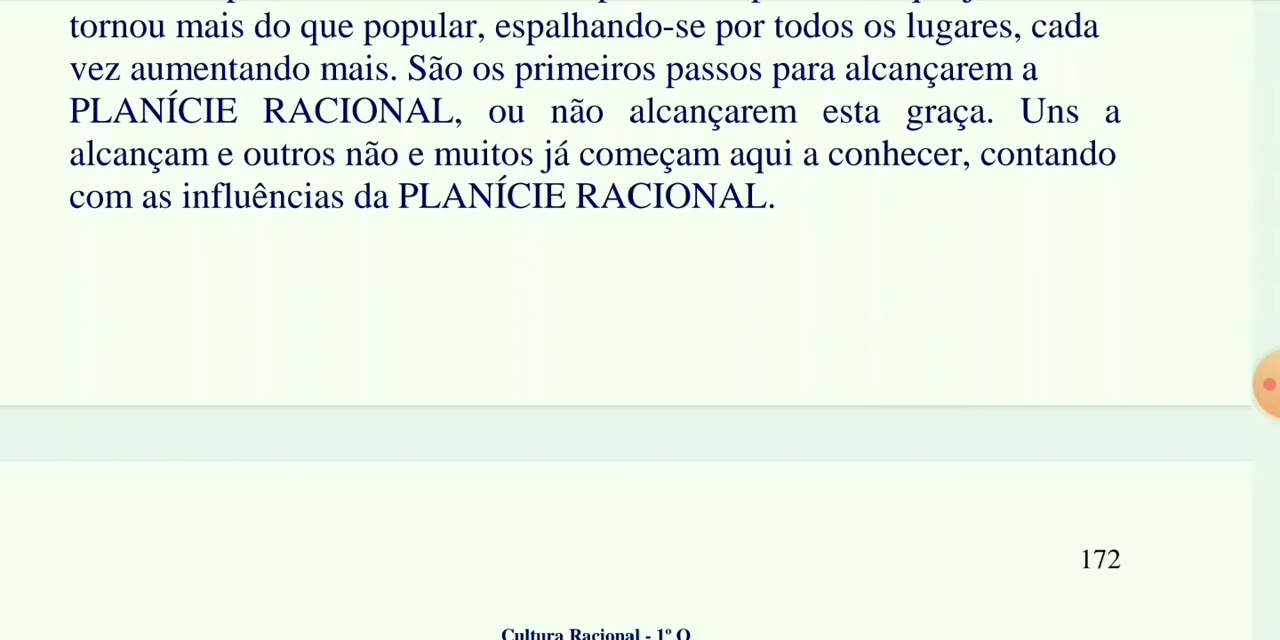 tornou mais do que popular, espalhando-se por todos os lugares, cada
vez aumentando mais. São os primeiros passos para alcançarem a
PLANÍCIE RACIONAL, ou não alcançarem esta graça. Uns a
alcançam e outros não e muitos já começam aqui a conhecer, contando
com as influências da PLANÍCIE RACIONAL.
172
Cultura Racional - 1º O